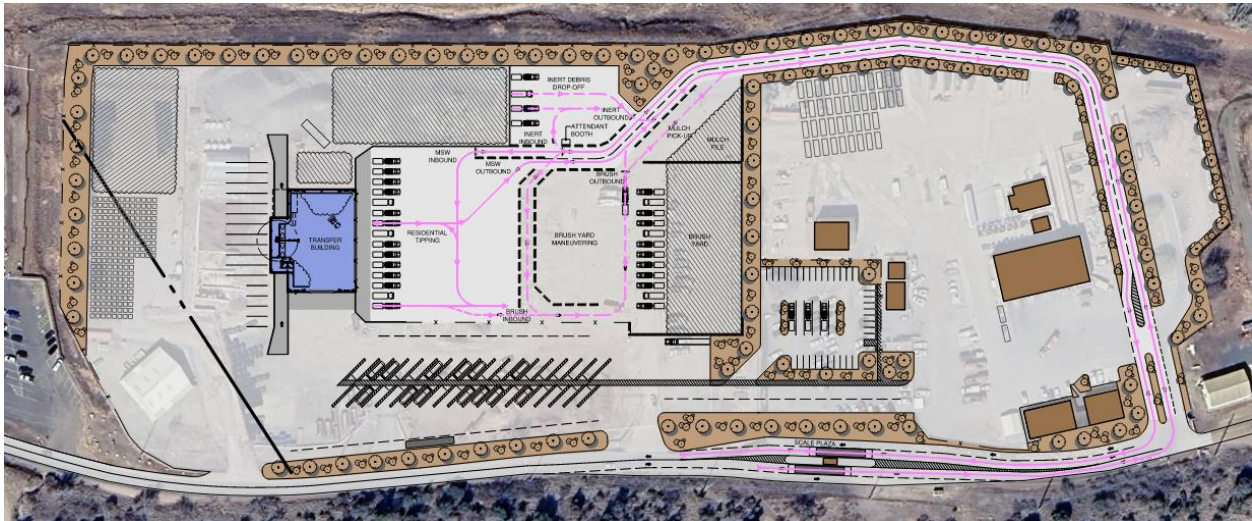 INERT DEBRIS
DROP-OFF
INERT
OUTBOUND
ATTENDANT
BOOTH
INERT
INBOUND
MULCH
PICK-UP
MULCH
PILE
MSW
INBOUND
MSW
OUTBOUND
BRUSH
OUTBOUND
RESIDENTIAL
TIPPING
TRANSFER
BUILDING
BRUSH YARD
MANEUVERING
BRUSH
YARD
BRUSH
INBOUND
SCALE PLAZA